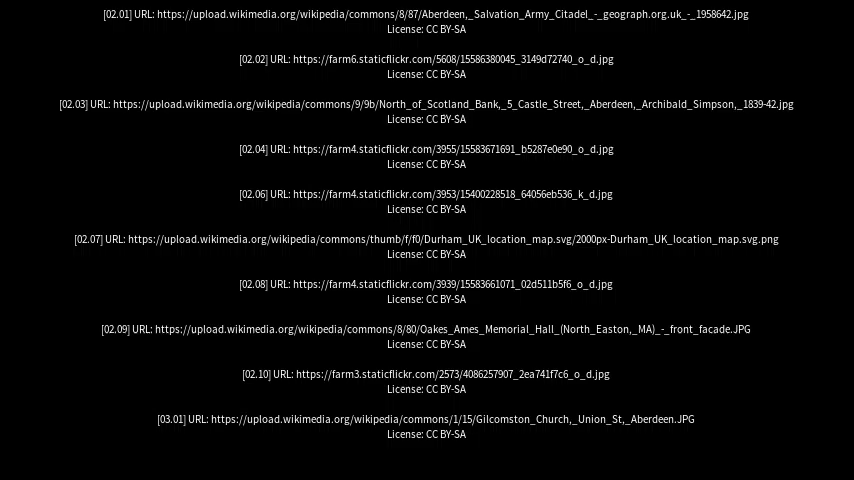 [02.01] URL: https://upload.wikimedia.org/wikipedia/commons/8/87/Aberdeen,_Salvation_Army_Citadel_-_geograph.org.uk_-_1958642.jpg
License: CC BY-SA
[02.02] URL: https://farm6.staticflickr.com/5608/15586380045_3149d72740_o_d.jpg
License: CC BY-SA
[02.03] URL: https://upload.wikimedia.org/wikipedia/commons/9/9b/North_of_Scotland_Bank,_5_Castle_Street,_Aberdeen,_Archibald_Simpson,_1839-42.jpg
License: CC BY-SA
[02.04] URL: https://farm4.staticflickr.com/3955/15583671691_b5287e0e90_o_d.jpg
License: CC BY-SA
[02.06] URL: https://farm4.staticflickr.com/3953/15400228518_64056eb536_k_d.jpg
License: CC BY-SA
[02.07] URL: https://upload.wikimedia.org/wikipedia/commons/thumb/f/f0/Durham_UK_location_map.svg/2000px-Durham_UK_location_map.svg.png
License: CC BY-SA
[02.08] URL: https://farm4.staticflickr.com/3939/15583661071_02d511b5f6_o_d.jpg
License: CC BY-SA
[02.09] URL: https://upload.wikimedia.org/wikipedia/commons/8/80/Oakes_Ames_Memorial_Hall_(North_Easton,_MA)_-_front_facade.JPG
License: CC BY-SA
[02.10] URL: https://farm3.staticflickr.com/2573/4086257907_2ea741f7c6_o_d.jpg
License: CC BY-SA
[03.01] URL: https://upload.wikimedia.org/wikipedia/commons/1/15/Gilcomston_Church,_Union_St,_Aberdeen.JPG
License: CC BY-SA